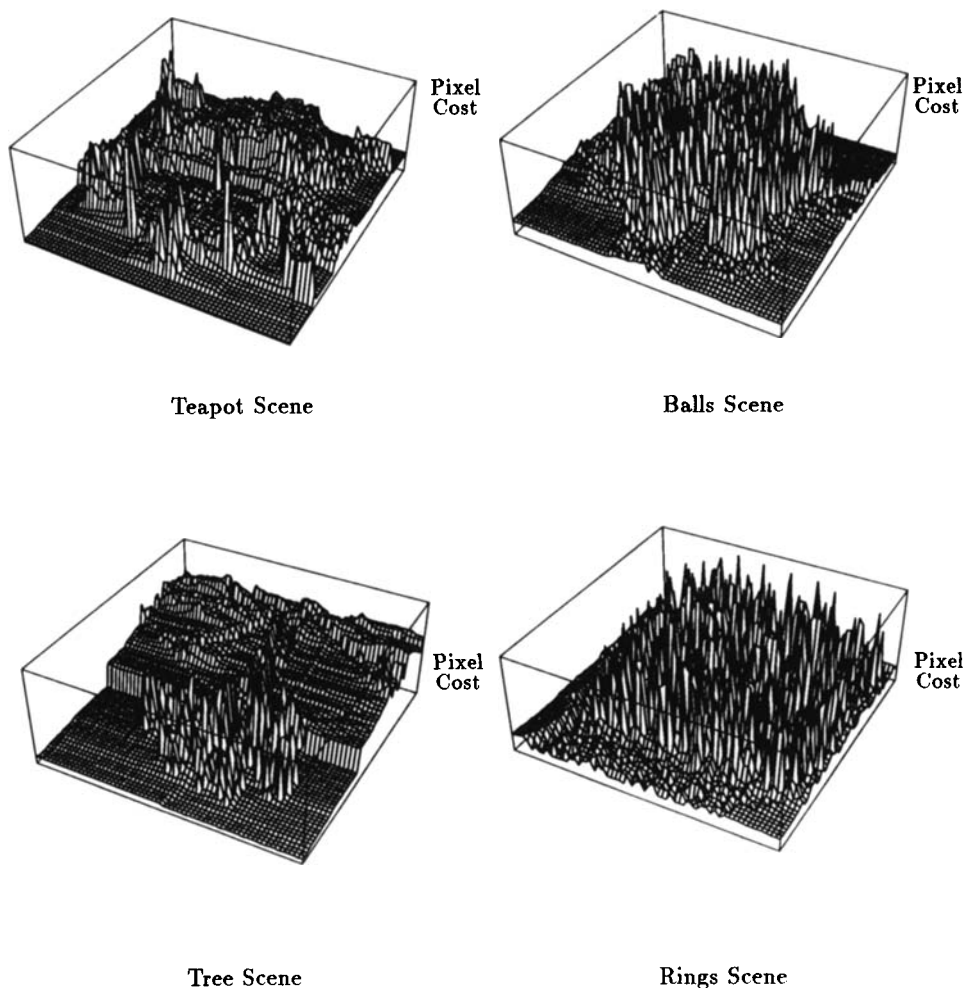 Pixel
Cost
Pixel
Cost
Teapot Scene
Balls Scene
Pixel
Cost
Pixel
Cost
Tree Scene
Rings Scene